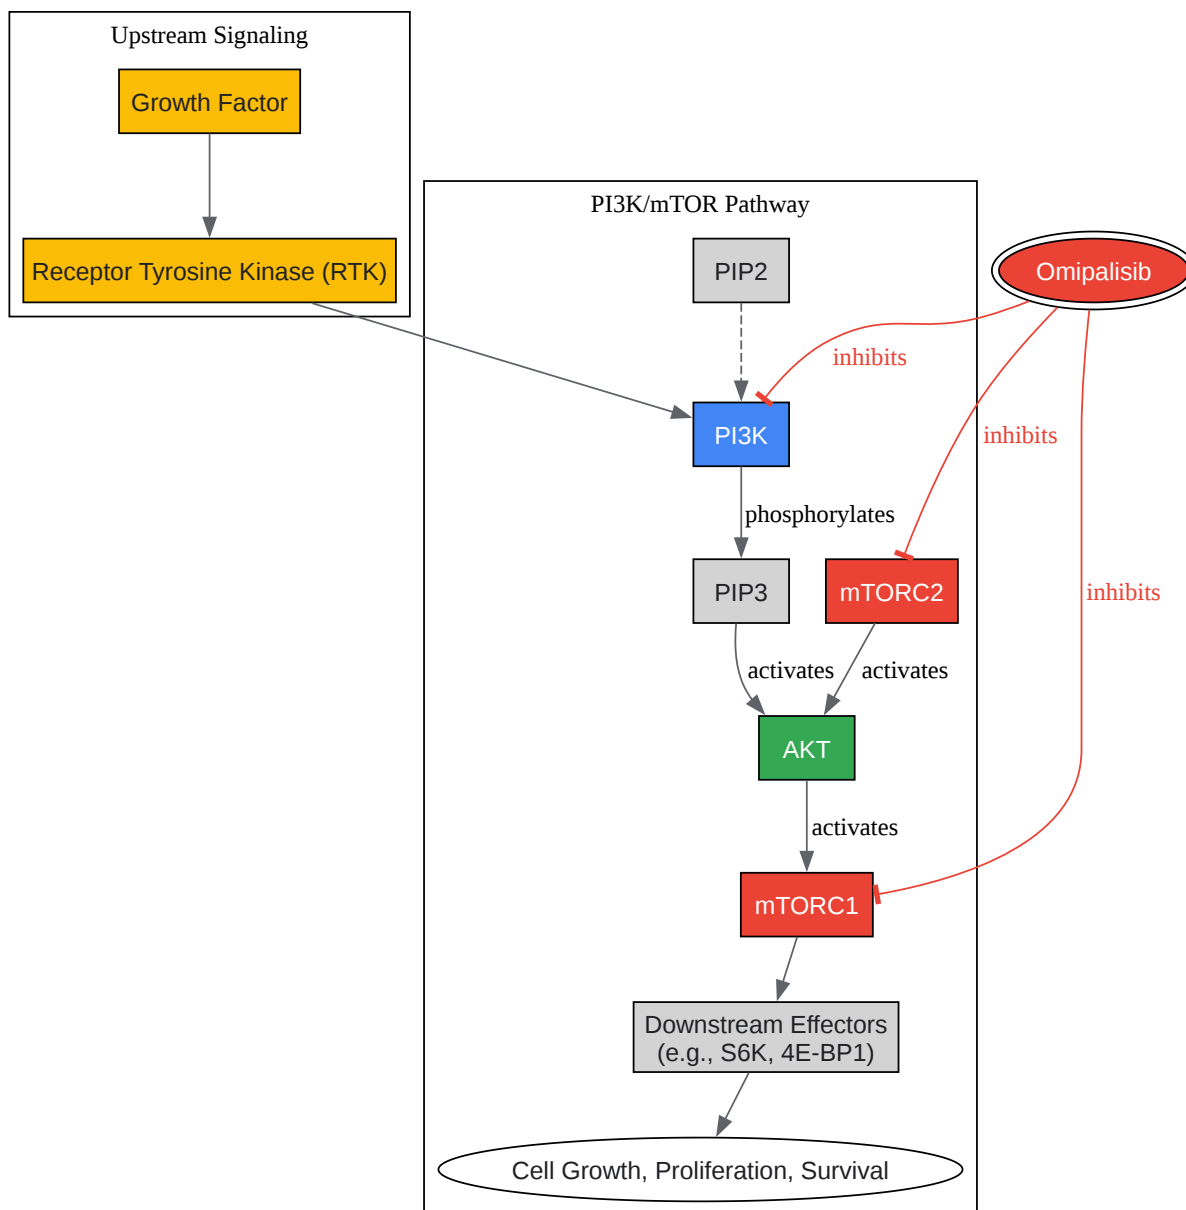 Upstream Signaling
Growth Factor
Receptor Tyrosine Kinase (RTK)
PI3K/mTOR Pathway
PIP2
Omipalisib
inhibits
PI3K
inhibits
phosphorylates
PIP3
mTORC2
inhibits
activates
activates
AKT
activates
mTORC1
Downstream Effectors
(e.g., S6K, 4E-BP1)
Cell Growth, Proliferation, Survival